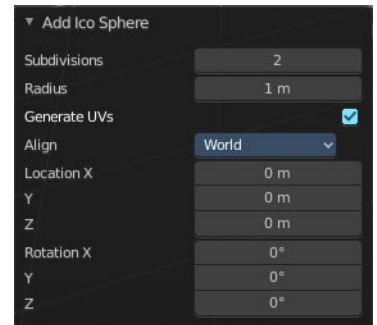 Add Ico Sphere
Subdivisions 2
Radius 1 m
Generate UVs
Align World
Location X 0 m
Y 0 m
Z 0 m
Rotation X 0°
Y 0°
Z 0°